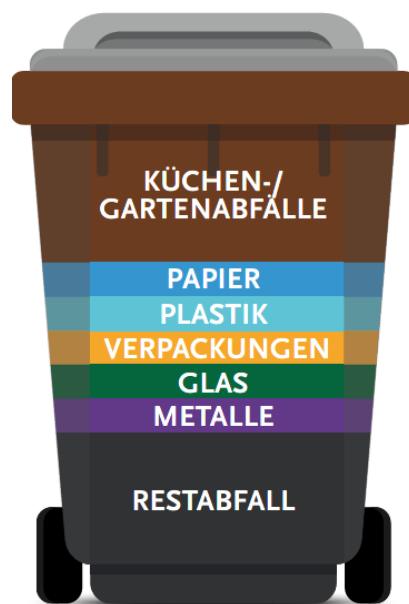 KÜCHEN-/
GARTENABFÄLLE
PAPIER
PLASTIK
VERPACKUNGEN
GLAS
METALLE
RESTABFALL